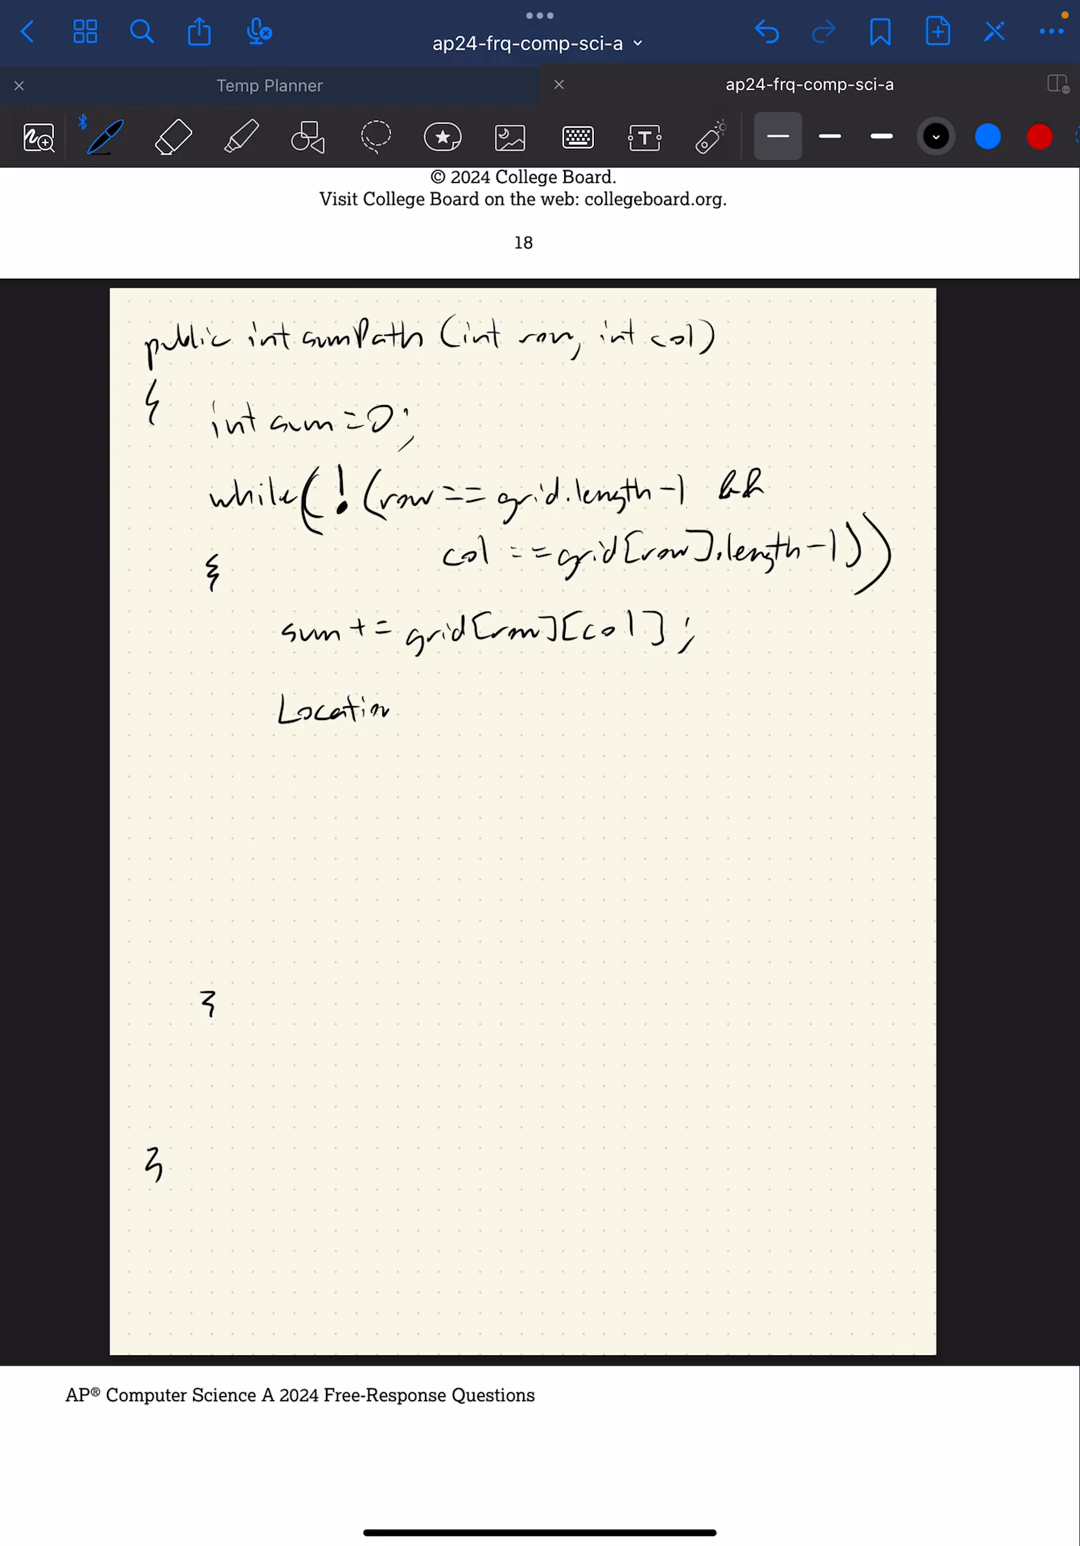 ap24-frq-comp-sci-a
Temp Planner
ap24-frq-comp-sci-a
T
© 2024 College Board.
Visit College Board on the web: collegeboard.org.
18
public int sumPath (int row, int col)
{
int sum = 0;
while(!(row == grid.length-1 &&
col == grid[row].length-1))
{
sum += grid[row][col];
Location
}
}
AP® Computer Science A 2024 Free-Response Questions